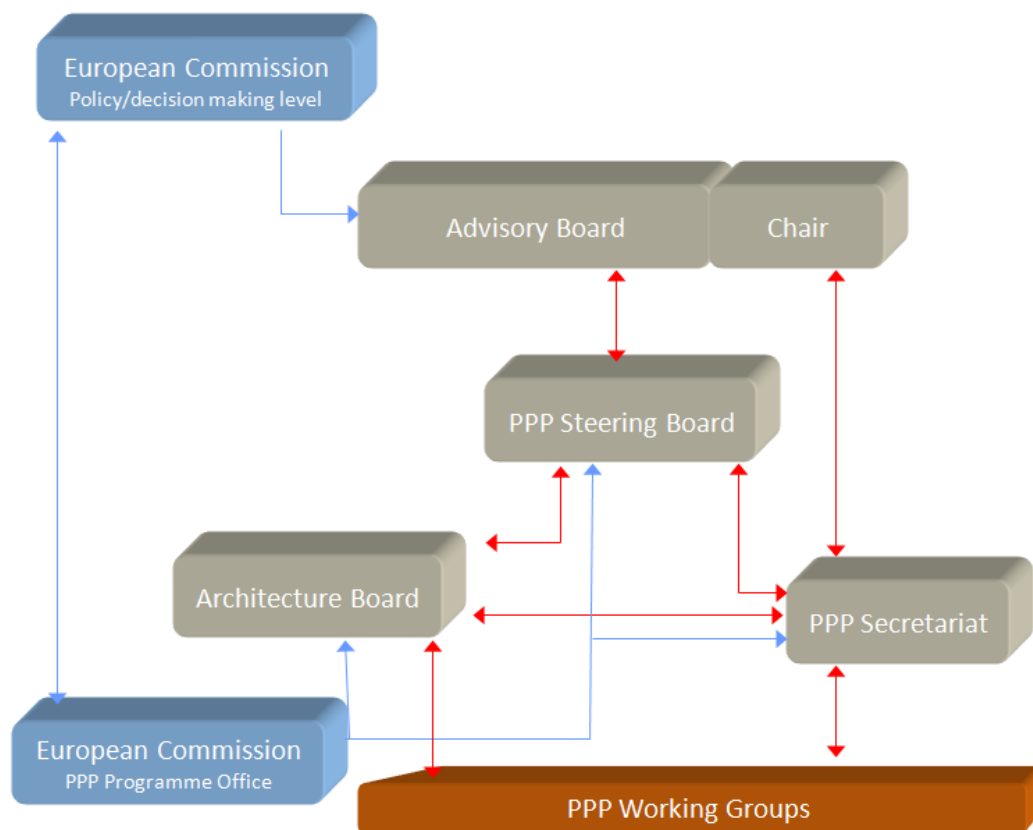 European Commission
Policy/decision making level
Advisory Board
Chair
PPP Steering Board
Architecture Board
PPP Secretariat
European Commission
PPP Programme Office
PPP Working Groups